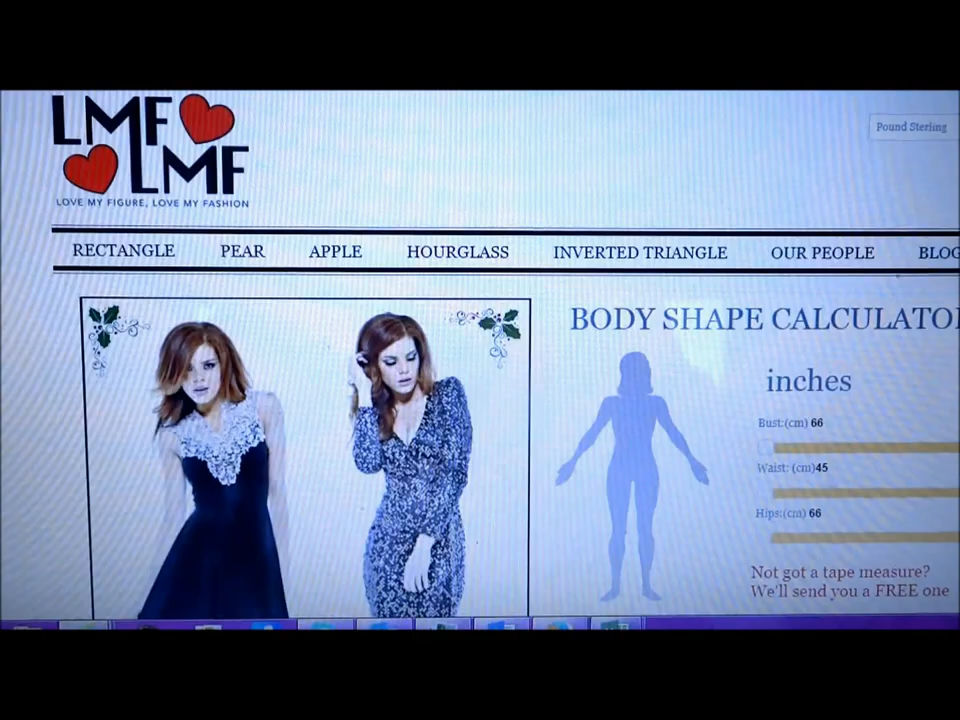 LMF
LMF
LOVE MY FIGURE, LOVE MY FASHION
Pound Sterling
RECTANGLE PEAR APPLE HOURGLASS INVERTED TRIANGLE OUR PEOPLE BLOG
BODY SHAPE CALCULATO
inches
Bust:(cm) 66
Waist: (cm)45
Hips:(cm) 66
Not got a tape measure?
We'll send you a FREE one